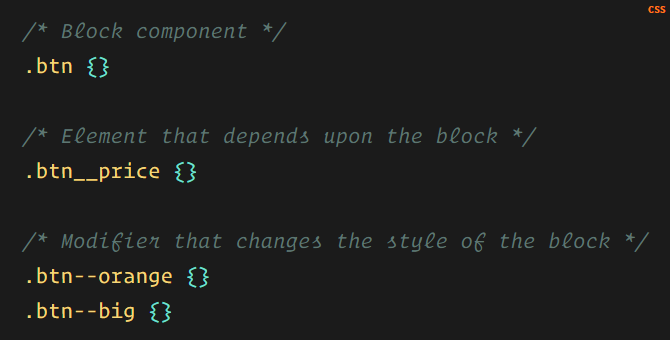 css
/* Block component */
.btn {}
/* Element that depends upon the block */
.btn__price {}
/* Modifier that changes the style of the block */
.btn--orange {}
.btn--big {}